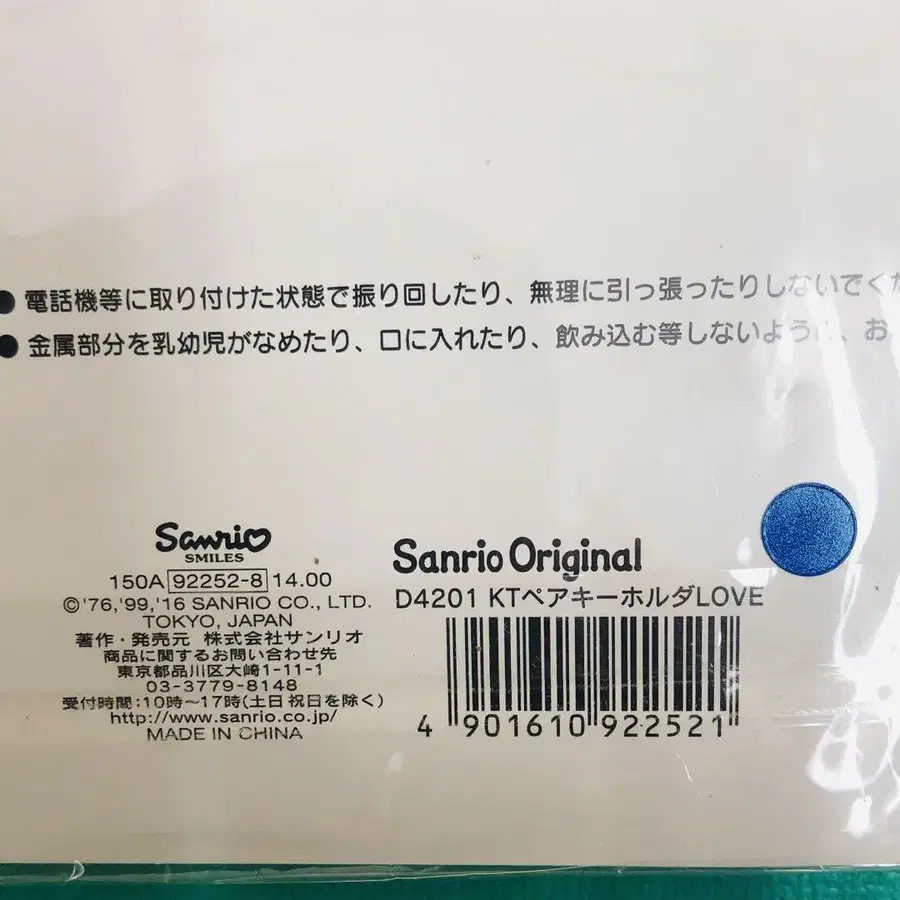 ●電話機等に取り付けた状態で振り回したり、無理に引っ張ったりしないでくだ
●金属部分を乳幼児がなめたり、口に入れたり、飲み込む等しないように、お
Sanrio
SMILES
150A 92252-8 14.00
©'76,'99,'16 SANRIO CO., LTD.
TOKYO, JAPAN
著作・発売元 株式会社サンリオ
商品に関するお問い合わせ先
東京都品川区大崎1-11-1
03-3779-8148
受付時間:10時〜17時(土日祝日を除く)
http://www.sanrio.co.jp/
MADE IN CHINA
Sanrio Original
D4201 KTペアキーホルダLOVE
4 901610 922521